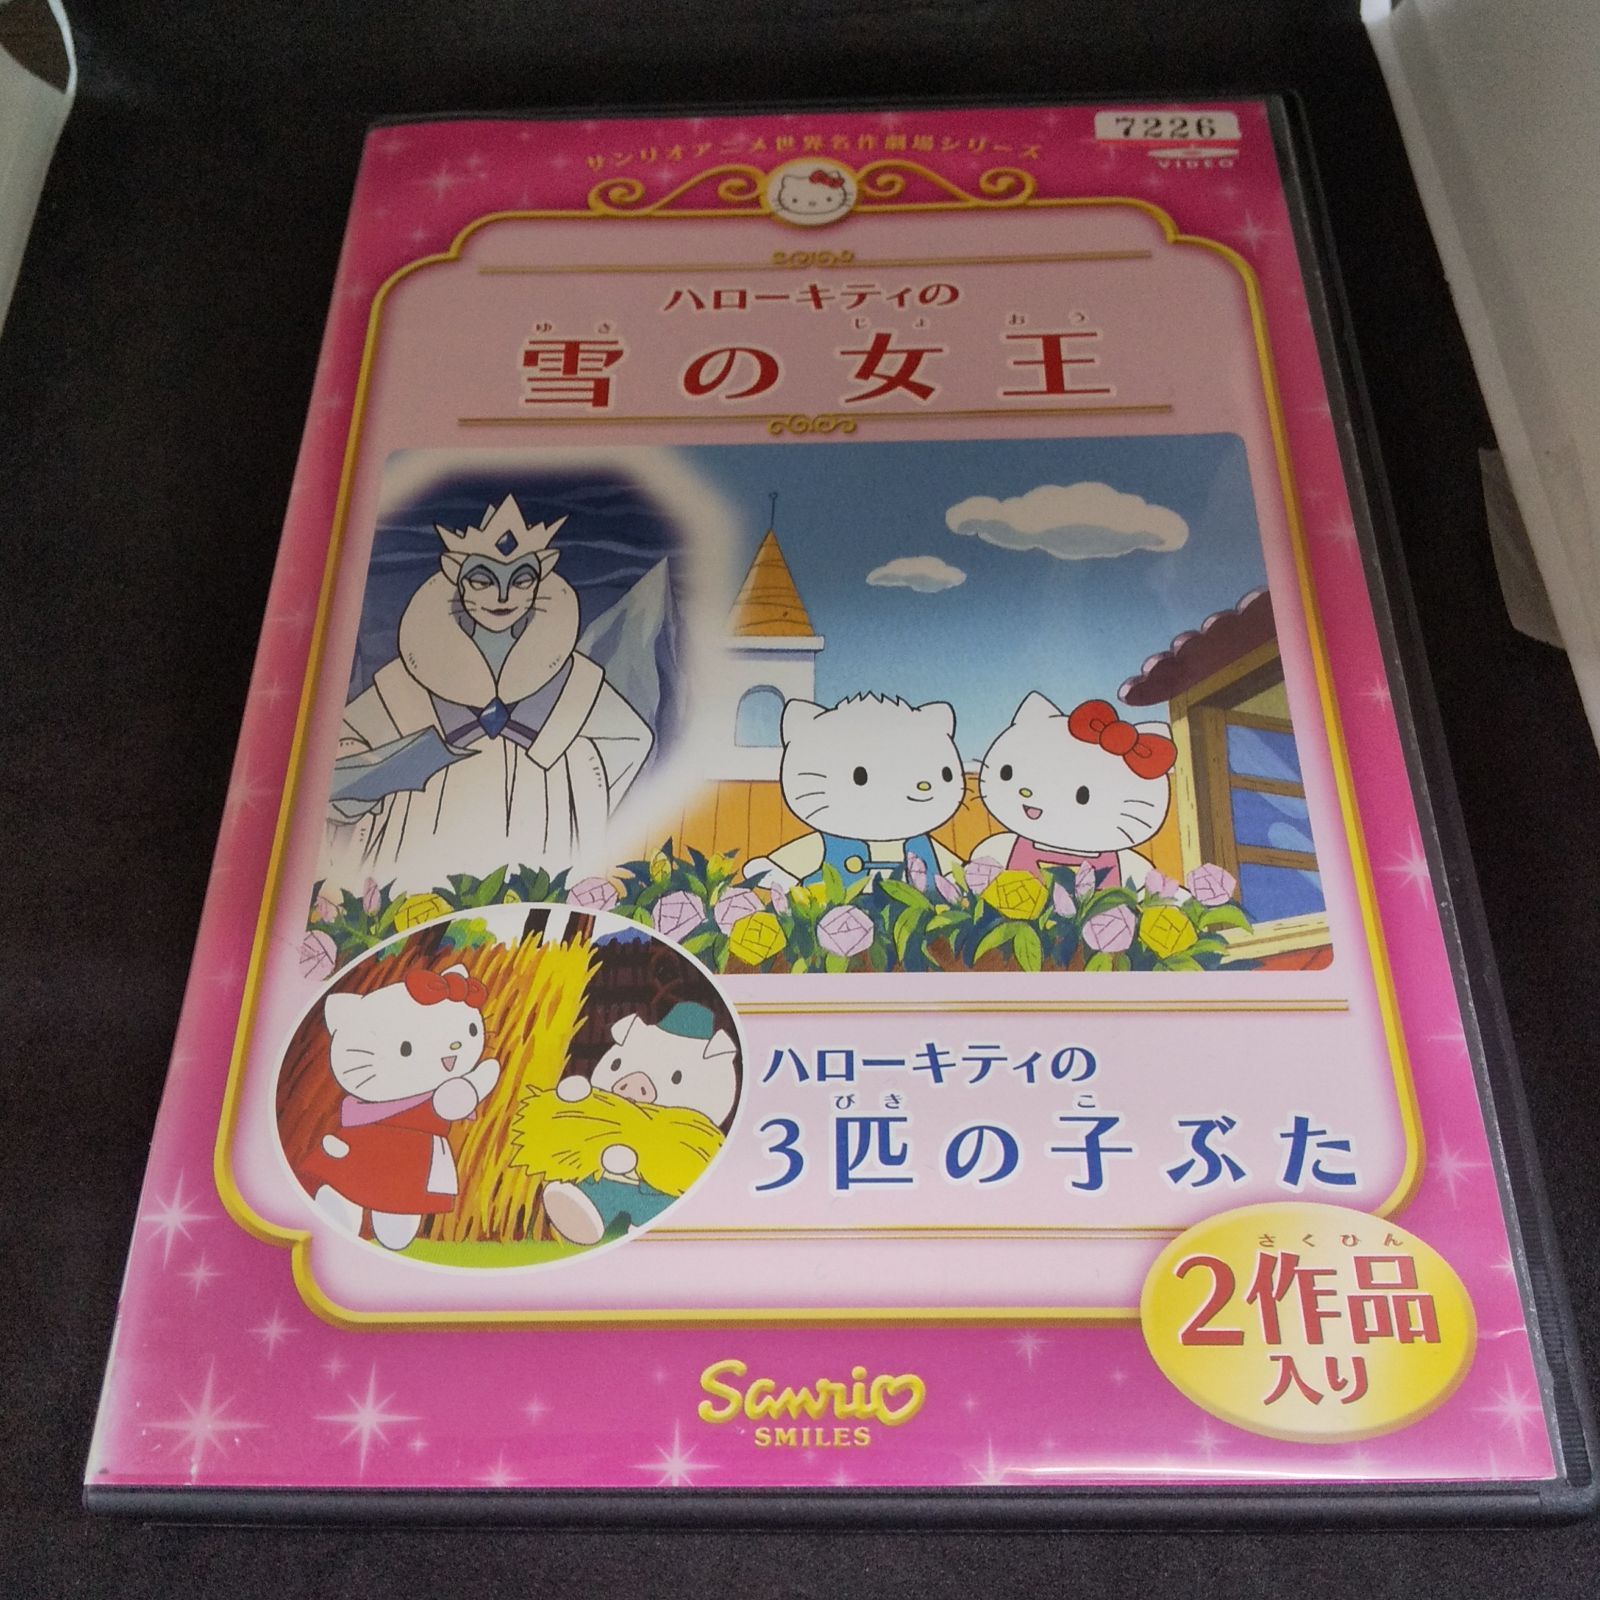 7226
サンリオアニメ世界名作劇場シリーズ
VIDEO
ハローキティの
ゆき じょ おう
雪の女王
ハローキティの
びき こ
3匹の子ぶた
さくひん
2作品
入り
Sanrio
SMILES